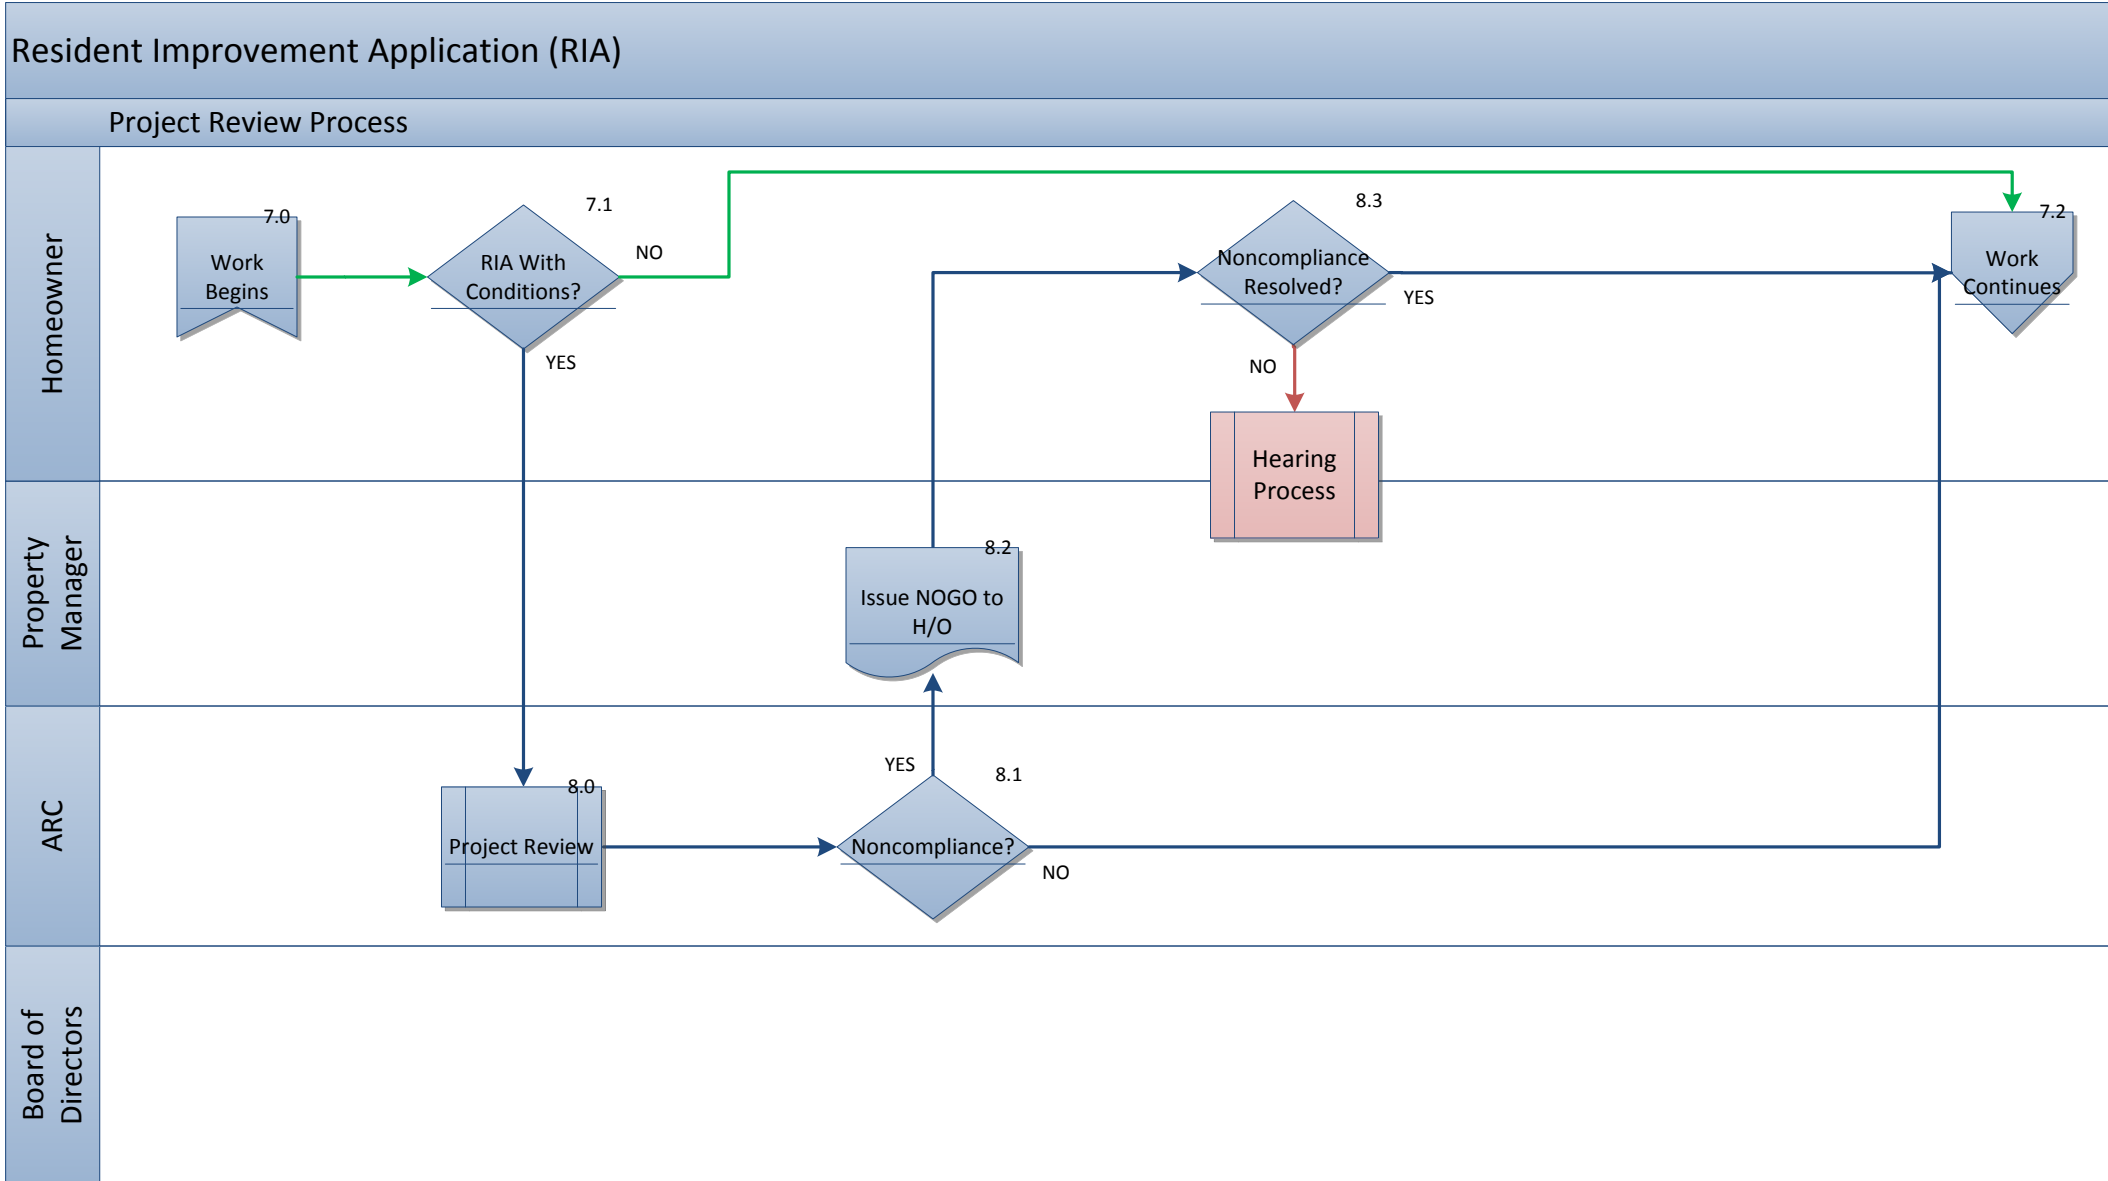 Resident Improvement Application (RIA)
Project Review Process
Homeowner
7.0
Work
Begins
7.1
RIA With
Conditions?
NO
YES
8.3
Noncompliance
Resolved?
YES
NO
7.2
Work
Continues
Hearing
Process
Property
Manager
8.2
Issue NOGO to
H/O
ARC
8.0
Project Review
YES
8.1
Noncompliance?
NO
Board of
Directors